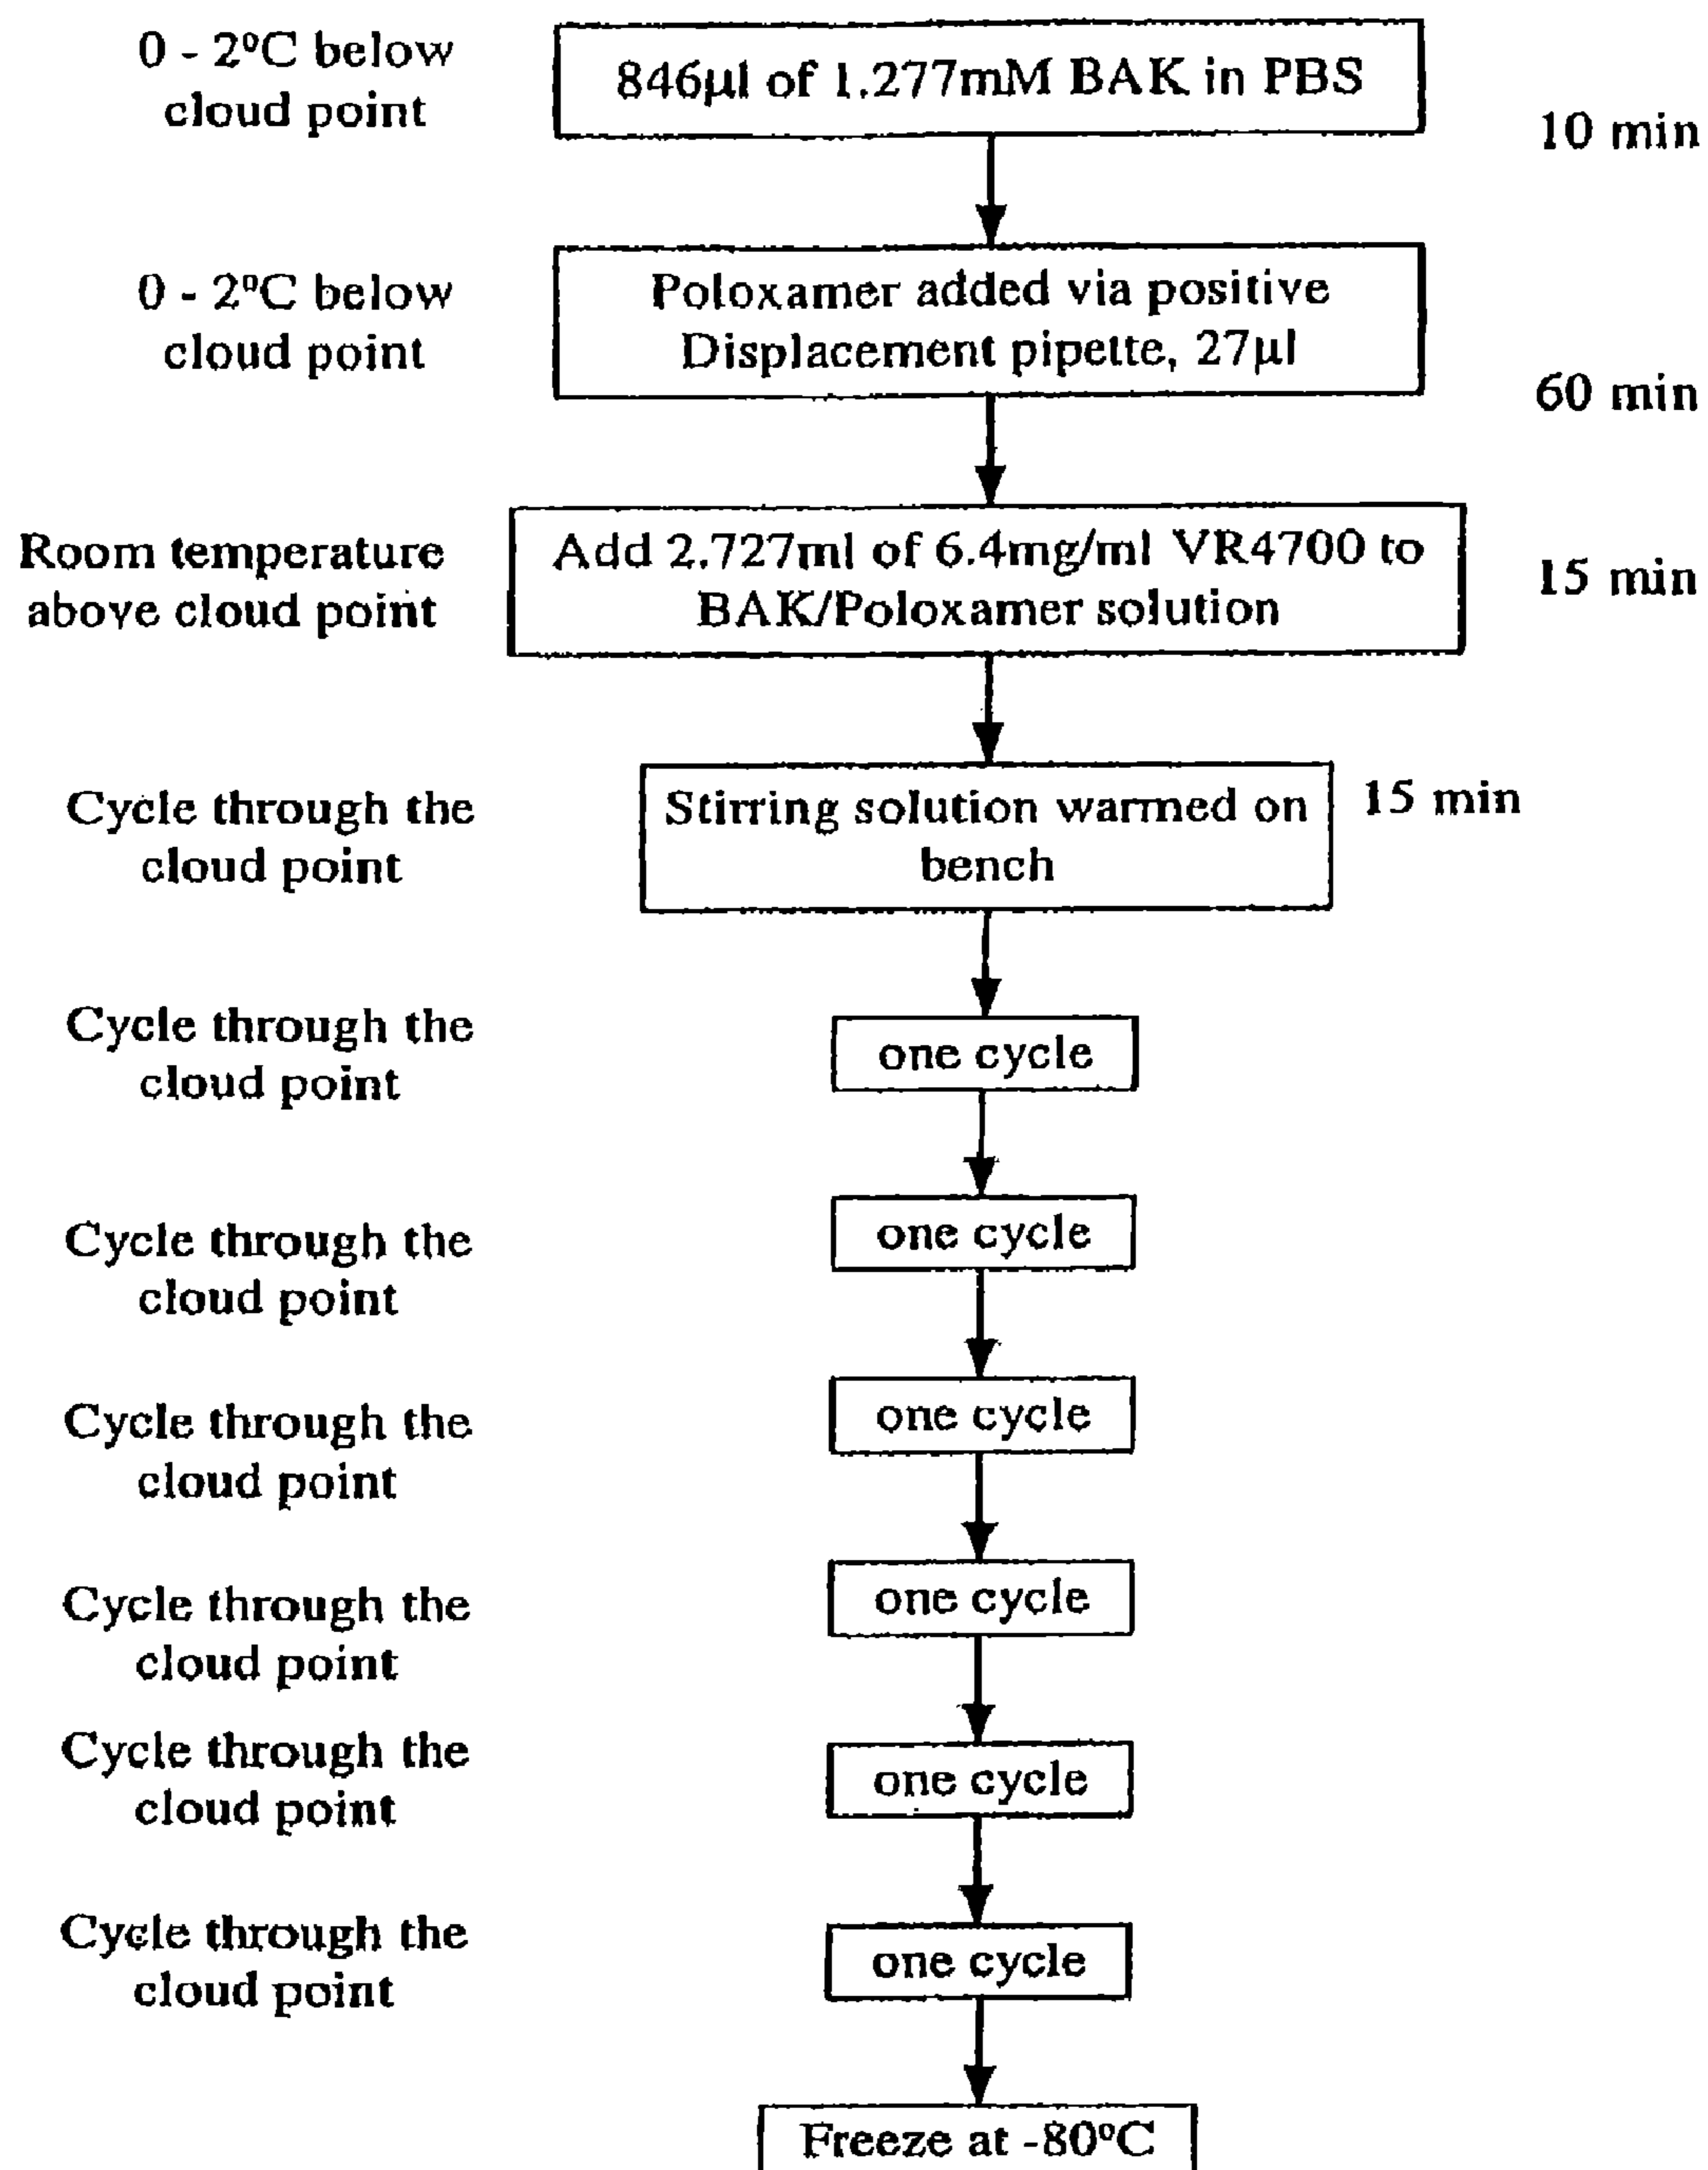 0 - 2ºC below
cloud point
846µl of 1.277mM BAK in PBS
10 min
0 - 2ºC below
cloud point
Poloxamer added via positive
Displacement pipette, 27µl
60 min
Room temperature
above cloud point
Add 2.727ml of 6.4mg/ml VR4700 to
BAK/Poloxamer solution
15 min
Cycle through the
cloud point
Stirring solution warmed on
bench
15 min
Cycle through the
cloud point
one cycle
Cycle through the
cloud point
one cycle
Cycle through the
cloud point
one cycle
Cycle through the
cloud point
one cycle
Cycle through the
cloud point
one cycle
Cycle through the
cloud point
one cycle
Freeze at -80ºC